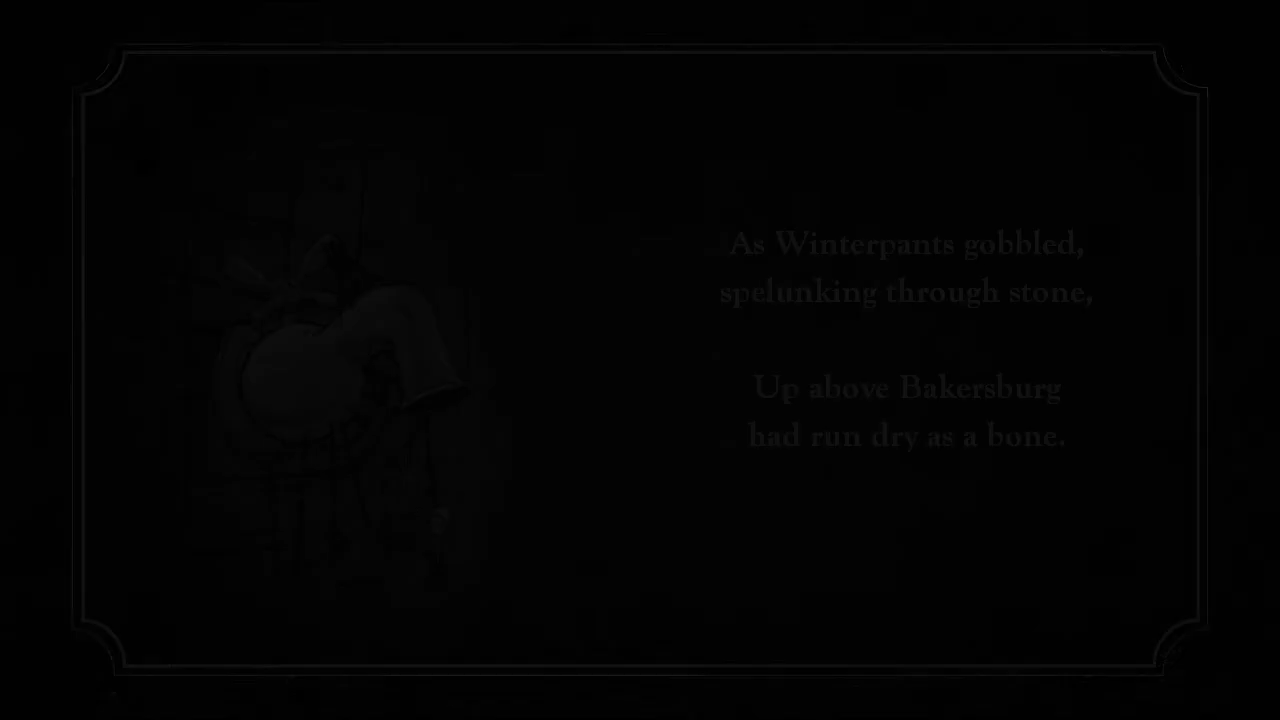 As Winterpants gobbled,
spelunking through stone,
Up above Bakersburg
had run dry as a bone.